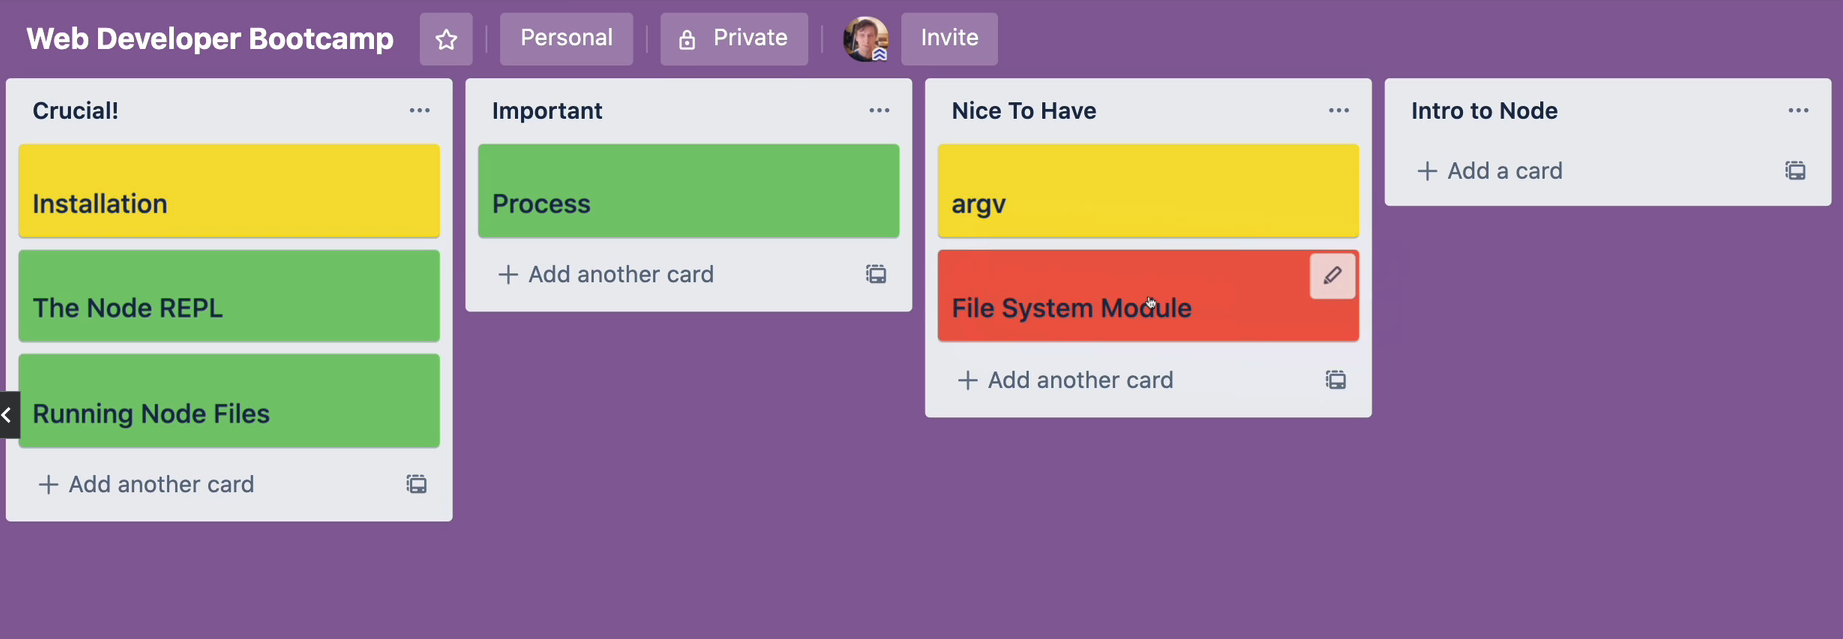 Web Developer Bootcamp
Personal
Private
Invite
Crucial!
Installation
The Node REPL
Running Node Files
+ Add another card
Important
Process
+ Add another card
Nice To Have
argv
File System Module
+ Add another card
Intro to Node
+ Add a card